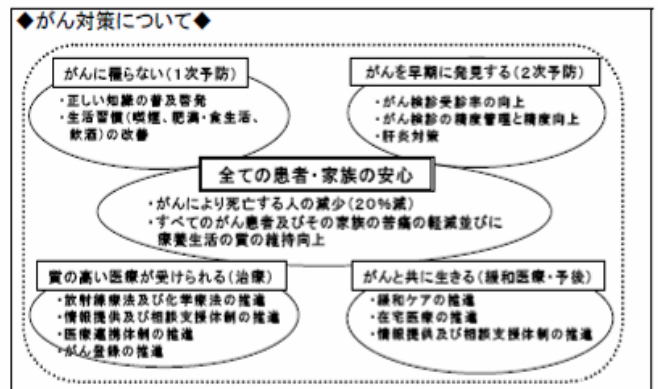 ◆がん対策について◆
がんに罹らない(1次予防)
・正しい知識の普及啓発
・生活習慣(喫煙、肥満・食生活、
飲酒)の改善
がんを早期に発見する(2次予防)
・がん検診受診率の向上
・がん検診の精度管理と精度向上
・肝炎対策
全ての患者・家族の安心
・がんにより死亡する人の減少(20%減)
・すべてのがん患者及びその家族の苦痛の軽減並びに
療養生活の質の維持向上
質の高い医療が受けられる(治療)
・放射線療法及び化学療法の推進
・情報提供及び相談支援体制の推進
・医療連携体制の推進
・がん登録の推進
がんと共に生きる(緩和医療・予後)
・緩和ケアの推進
・在宅医療の推進
・情報提供及び相談支援体制の推進